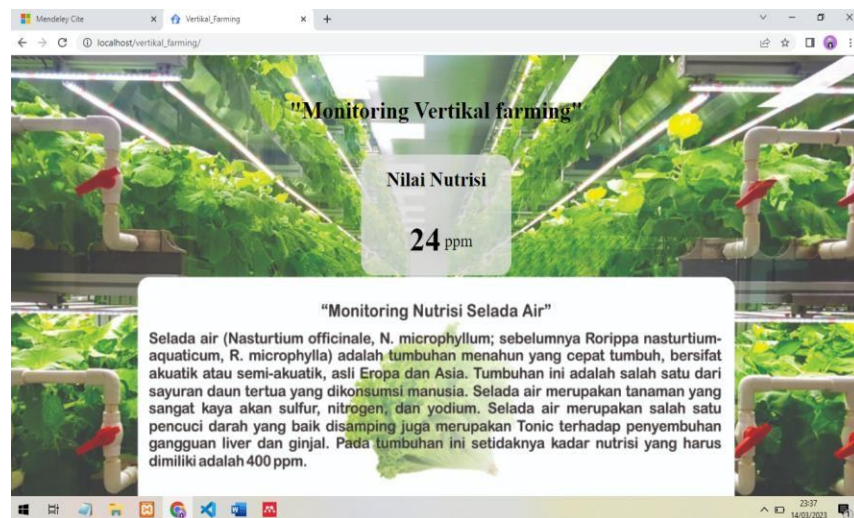 Mendeley Cite
Vertikal_Farming
localhost/vertikal_farming/
"Monitoring Vertikal farming"
Nilai Nutrisi
24 ppm
“Monitoring Nutrisi Selada Air”
Selada air (Nasturtium officinale, N. microphyllum; sebelumnya Rorippa nasturtium-
aquaticum, R. microphylla) adalah tumbuhan menahun yang cepat tumbuh, bersifat
akuatik atau semi-akuatik, asli Eropa dan Asia. Tumbuhan ini adalah salah satu dari
sayuran daun tertua yang dikonsumsi manusia. Selada air merupakan tanaman yang
sangat kaya akan sulfur, nitrogen, dan yodium. Selada air merupakan salah satu
pencuci darah yang baik disamping juga merupakan Tonic terhadap penyembuhan
gangguan liver dan ginjal. Pada tumbuhan ini setidaknya kadar nutrisi yang harus
dimiliki adalah 400 ppm.
23:37
14/03/2023